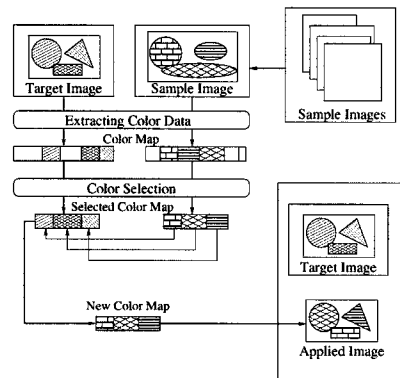 Target Image
Sample Image
Sample Images
Extracting Color Data
Color Map
Color Selection
Selected Color Map
Target Image
New Color Map
Applied Image